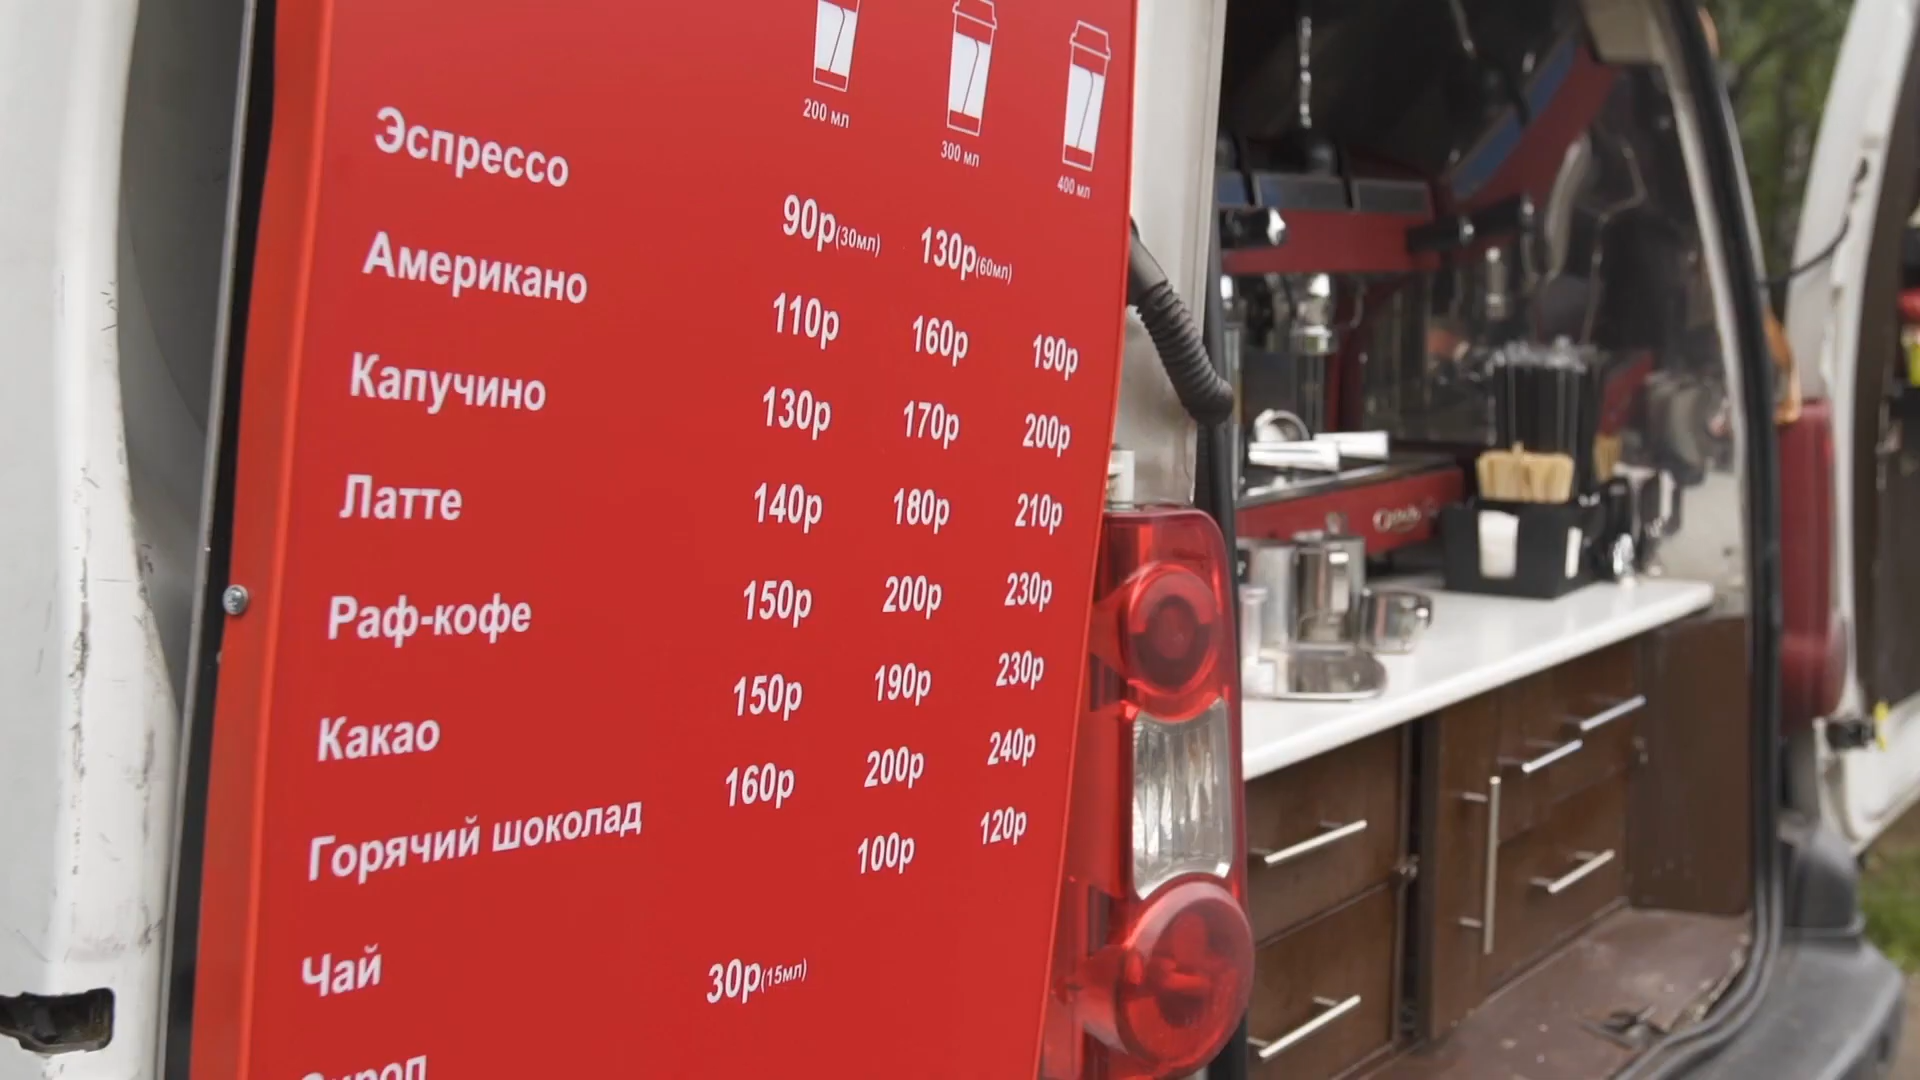 200 мл 300 мл 400 мл
Эспрессо 90р(30мл) 130р(60мл)
Американо 110р 160р 190р
Капучино 130р 170р 200р
Латте 140р 180р 210р
Раф-кофе 150р 200р 230р
Какао 150р 190р 230р
Горячий шоколад 160р 200р 240р
Чай 100р 120р
Сироп 30р(15мл)